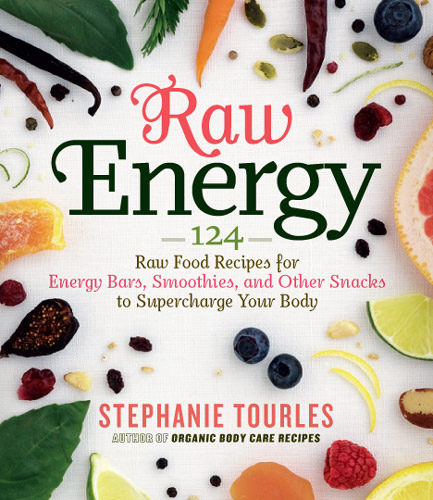 Raw
Energy
— 124 —
Raw Food Recipes for
Energy Bars, Smoothies, and Other Snacks
to Supercharge Your Body
STEPHANIE TOURLES
AUTHOR OF ORGANIC BODY CARE RECIPES